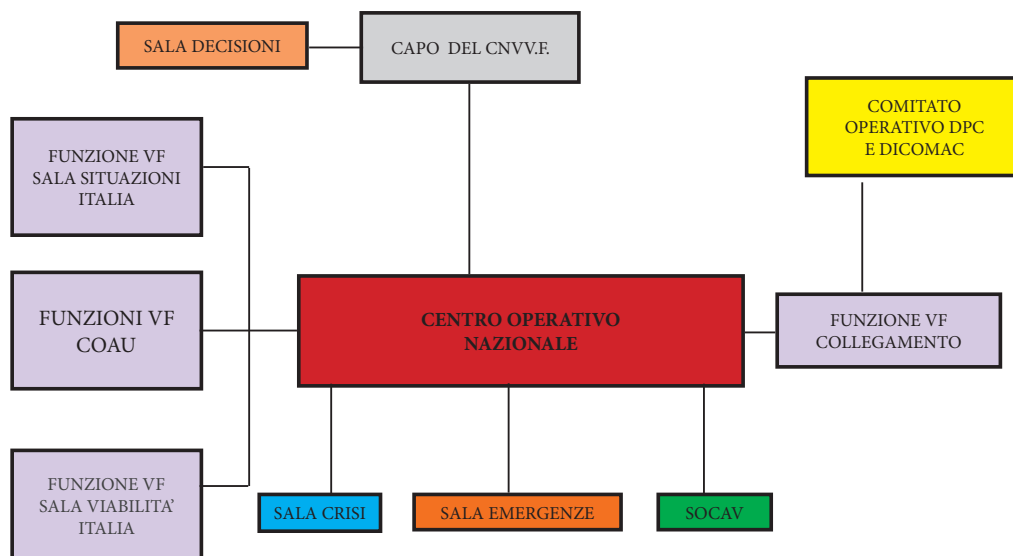 SALA DECISIONI
CAPO DEL CNVV.F.
COMITATO
OPERATIVO DPC
E DICOMAC
FUNZIONE VF
SALA SITUAZIONI
ITALIA
FUNZIONI VF
COAU
CENTRO OPERATIVO
NAZIONALE
FUNZIONE VF
COLLEGAMENTO
FUNZIONE VF
SALA VIABILITA’
ITALIA
SALA CRISI
SALA EMERGENZE
SOCAV